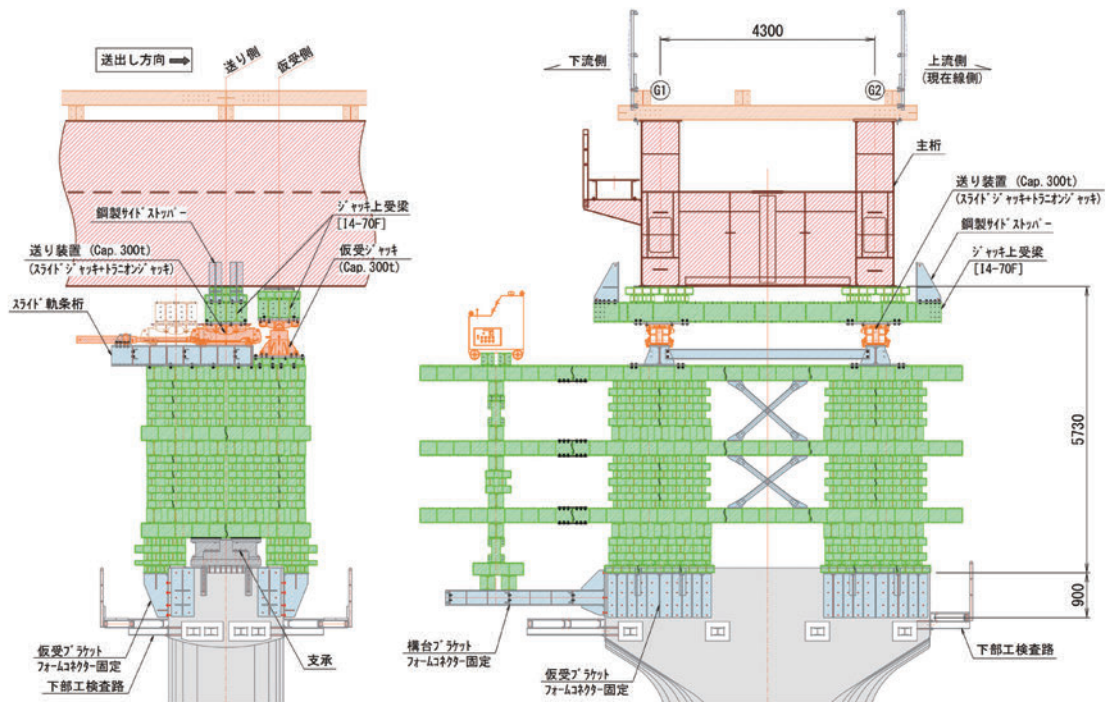 送出し方向
送り側
仮受側
鋼製サイドストッパー
送り装置 (Cap. 300t)
(スライドジャッキ+トラニオンジャッキ)
スライド軌条桁
ジャッキ上受梁
[I4-70F]
仮受ジャッキ
(Cap. 300t)
仮受ブラケット
フォームコネクター固定
下部工検査路
支承
4300
下流側
上流側
(現在線側)
G1
G2
主桁
送り装置 (Cap. 300t)
(スライドジャッキ+トラニオンジャッキ)
鋼製サイドストッパー
ジャッキ上受梁
[I4-70F]
5730
900
構台ブラケット
フォームコネクター固定
仮受ブラケット
フォームコネクター固定
下部工検査路